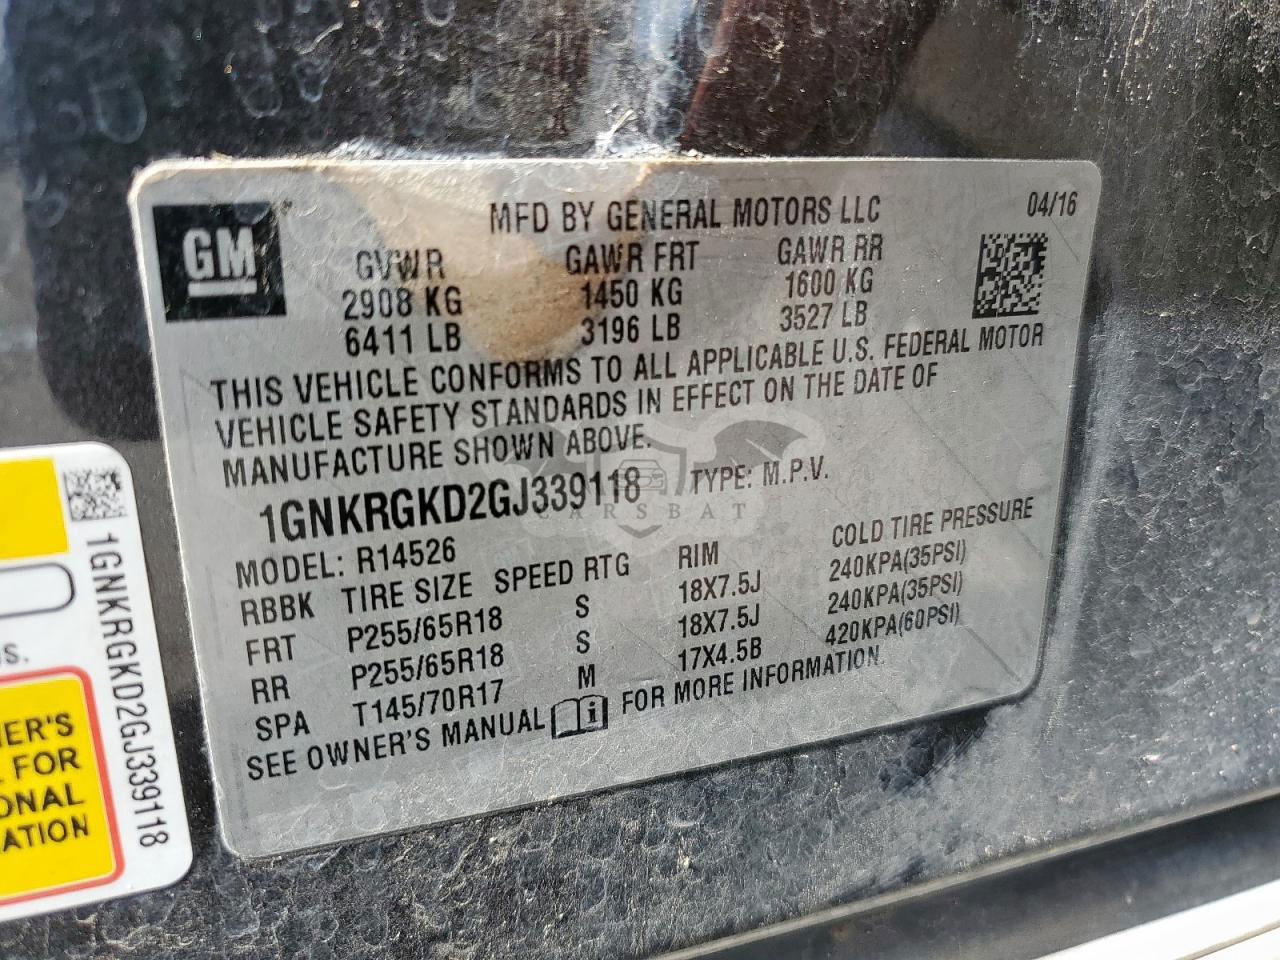 MFD BY GENERAL MOTORS LLC 04/16
GM
GVWR GAWR FRT GAWR RR
2908 KG 1450 KG 1600 KG
6411 LB 3196 LB 3527 LB
THIS VEHICLE CONFORMS TO ALL APPLICABLE U.S. FEDERAL MOTOR
VEHICLE SAFETY STANDARDS IN EFFECT ON THE DATE OF
MANUFACTURE SHOWN ABOVE.
1GNKRGKD2GJ339118 TYPE: M.P.V.
CARSBAT
MODEL: R14526
RBBK TIRE SIZE SPEED RTG RIM COLD TIRE PRESSURE
FRT P255/65R18 S 18X7.5J 240KPA(35PSI)
RR P255/65R18 S 18X7.5J 240KPA(35PSI)
SPA T145/70R17 M 17X4.5B 420KPA(60PSI)
SEE OWNER'S MANUAL i FOR MORE INFORMATION.
1GNKRGKD2GJ339118